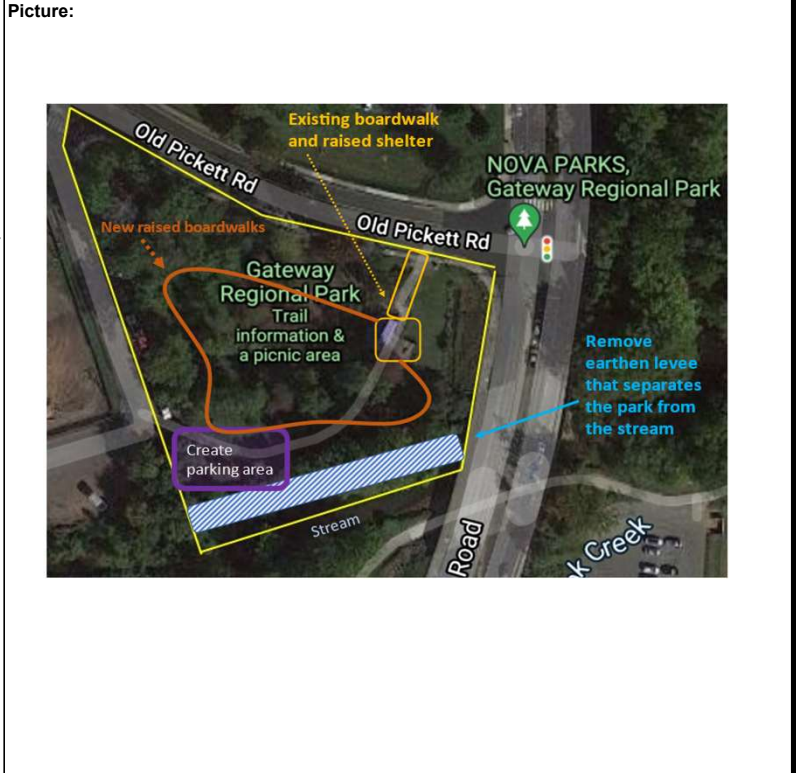 Picture:
Existing boardwalk
and raised shelter
Old Pickett Rd
NOVA PARKS,
Gateway Regional Park
New raised boardwalks
Old Pickett Rd
Gateway
Regional Park
Trail
information &
a picnic area
Remove
earthen levee
that separates
the park from
the stream
Create
parking area
Stream
Road
k Creek